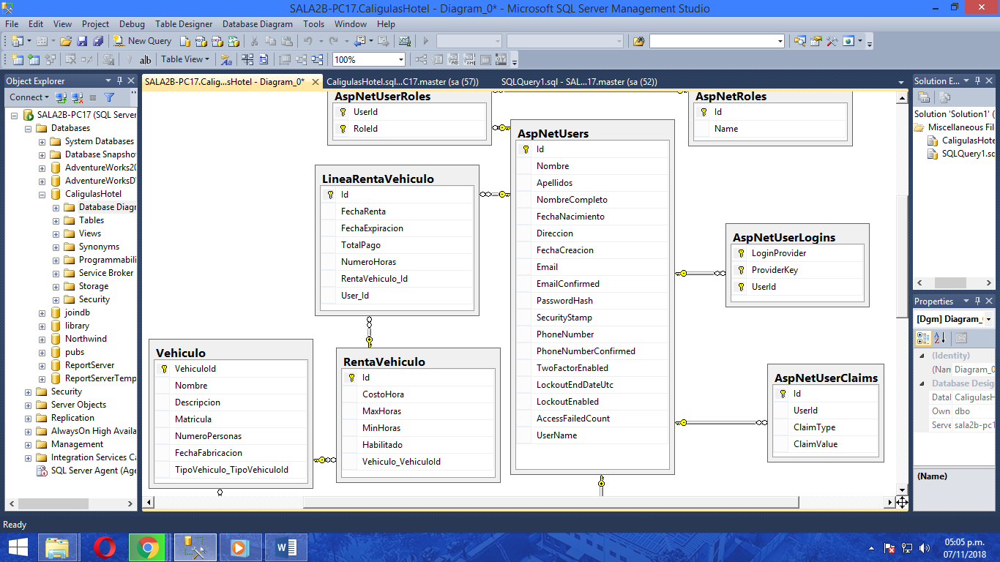 SALA2B-PC17.CaligulasHotel - Diagram_0* - Microsoft SQL Server Management Studio
File Edit View Project Debug Table Designer Database Diagram Tools Window Help
New Query
Table View 100%
Object Explorer
Connect
SALA2B-PC17 (SQL Server
Databases
System Databases
Database Snapsho
AdventureWorks20
AdventureWorksD
CaligulasHotel
Database Diagr
Tables
Views
Synonyms
Programmabili
Service Broker
Storage
Security
joindb
library
Northwind
pubs
ReportServer
ReportServerTemp
Security
Server Objects
Replication
AlwaysOn High Availa
Management
Integration Services Ca
SQL Server Agent (Age
SALA2B-PC17.Calig...sHotel - Diagram_0*
CaligulasHotel.sql...C17.master (sa (57))
SQLQuery1.sql - SAL...17.master (sa (52))
AspNetUserRoles
UserId
RoleId
AspNetRoles
Id
Name
AspNetUsers
Id
Nombre
Apellidos
NombreCompleto
FechaNacimiento
Direccion
FechaCreacion
Email
EmailConfirmed
PasswordHash
SecurityStamp
PhoneNumber
PhoneNumberConfirmed
TwoFactorEnabled
LockoutEndDateUtc
LockoutEnabled
AccessFailedCount
UserName
LineaRentaVehiculo
Id
FechaRenta
FechaExpiracion
TotalPago
NumeroHoras
RentaVehiculo_Id
User_Id
AspNetUserLogins
LoginProvider
ProviderKey
UserId
Vehiculo
VehiculoId
Nombre
Descripcion
Matricula
NumeroPersonas
FechaFabricacion
TipoVehiculo_TipoVehiculoId
RentaVehiculo
Id
CostoHora
MaxHoras
MinHoras
Habilitado
Vehiculo_VehiculoId
AspNetUserClaims
Id
UserId
ClaimType
ClaimValue
Solution E...
Solution 'Solution1' (
Miscellaneous File
CaligulasHote
SQLQuery1.sq
Properties
[Dgm] Diagram_
(Identity)
(Nan Diagram_0
Database Desig
Datal CaligulasH
Own dbo
Serve sala2b-pc1
(Name)
Ready
05:05 p.m.
07/11/2018